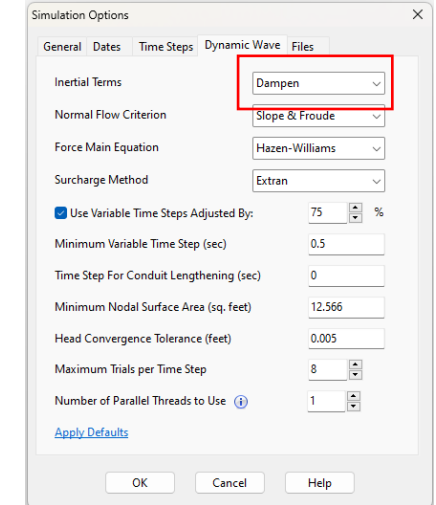 Simulation Options
General Dates Time Steps Dynamic Wave Files
Inertial Terms Dampen
Normal Flow Criterion Slope & Froude
Force Main Equation Hazen-Williams
Surcharge Method Extran
Use Variable Time Steps Adjusted By: 75 %
Minimum Variable Time Step (sec) 0.5
Time Step For Conduit Lengthening (sec) 0
Minimum Nodal Surface Area (sq. feet) 12.566
Head Convergence Tolerance (feet) 0.005
Maximum Trials per Time Step 8
Number of Parallel Threads to Use 1
Apply Defaults
OK Cancel Help